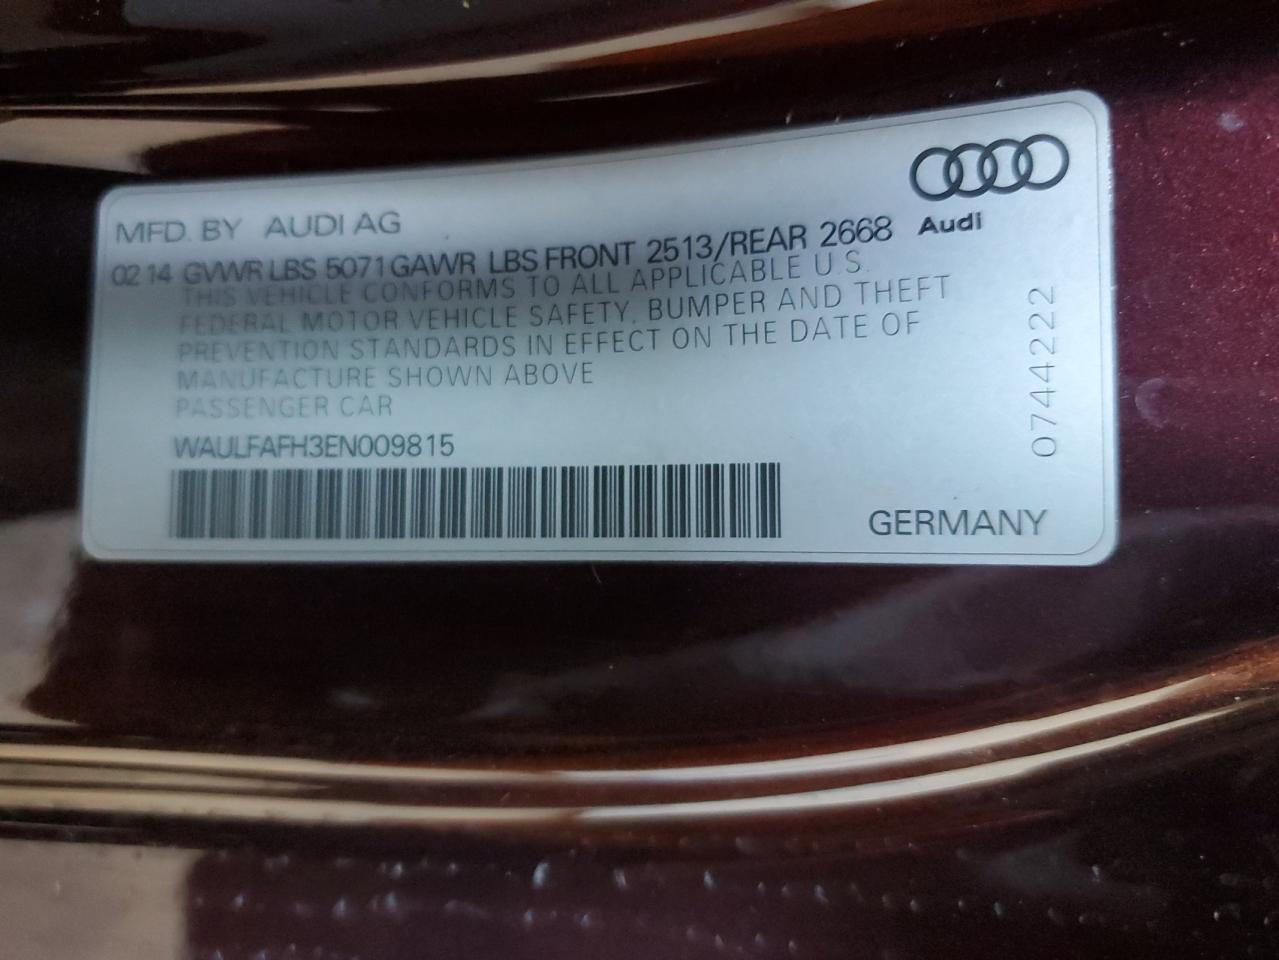 MFD. BY AUDI AG
Audi
02 14 GVWR LBS 5071 GAWR LBS FRONT 2513/REAR 2668
THIS VEHICLE CONFORMS TO ALL APPLICABLE U.S.
FEDERAL MOTOR VEHICLE SAFETY, BUMPER AND THEFT
PREVENTION STANDARDS IN EFFECT ON THE DATE OF
MANUFACTURE SHOWN ABOVE
PASSENGER CAR
WAULFAFH3EN009815
07442222
GERMANY